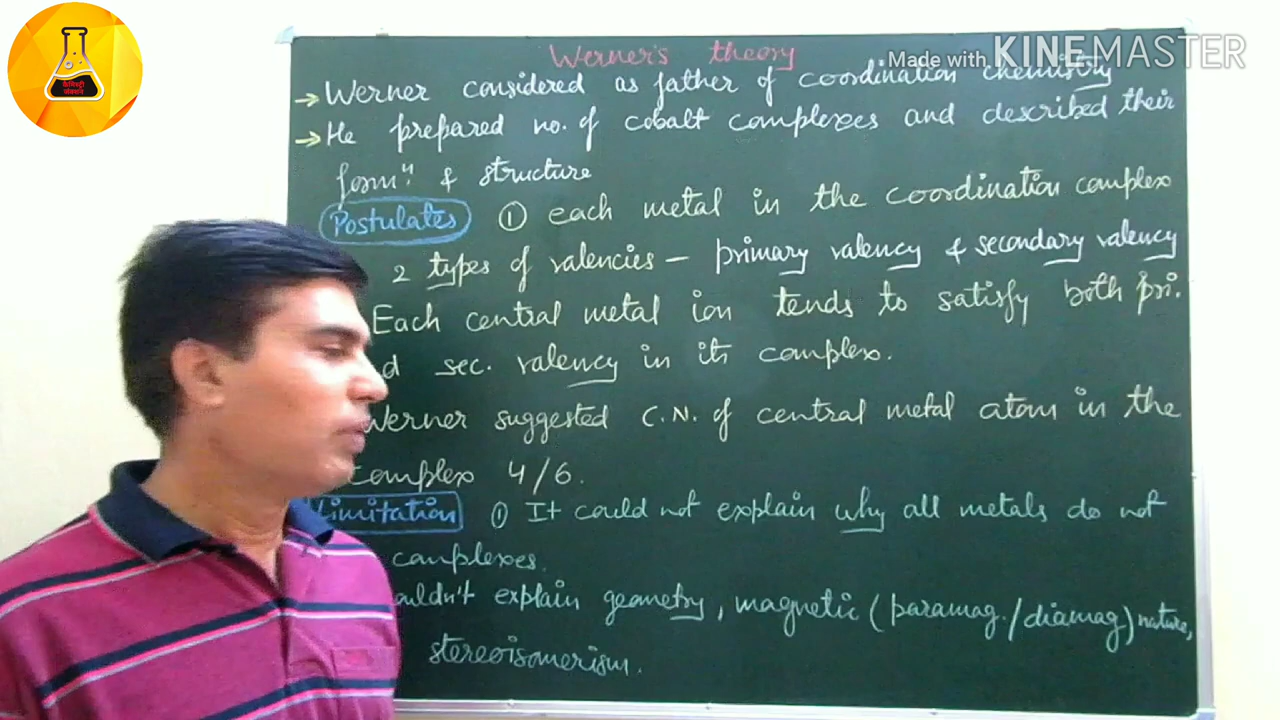 Werner's theory
Made with KINEMASTER
→ Werner considered as father of coordination chemistry
→ He prepared no. of cobalt complexes and described their
formⁿ. & structure
Postulates ① each metal in the coordination complex
2 types of valencies – primary valency & secondary valency
Each central metal ion tends to satisfy both pri.
d sec. valency in its complex.
Werner suggested C.N. of central metal atom in the
complex 4/6.
Limitation ① It could not explain why all metals do not
complexes.
ouldn't explain geometry, magnetic (paramag./diamag) nature,
stereoisomerism.